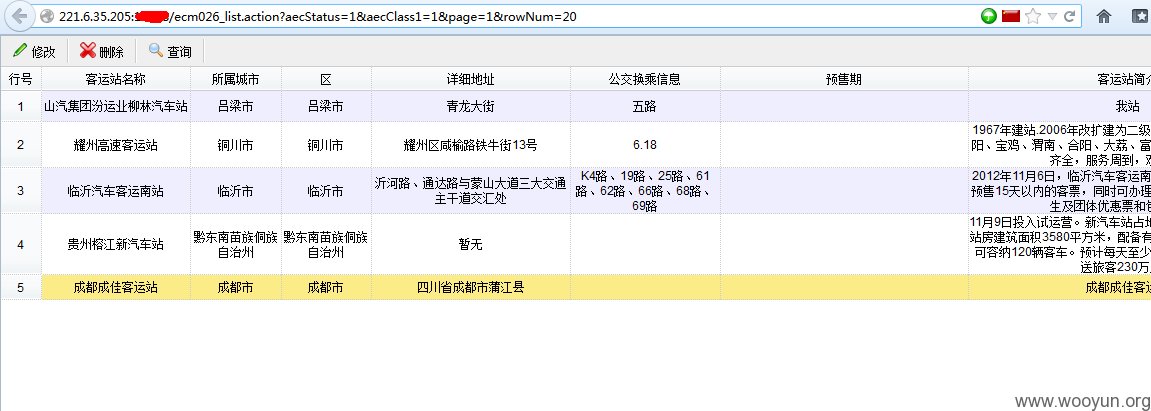 221.6.35.205: /ecm026_list.action?aecStatus=1&aecClass1=1&page=1&rowNum=20
修改 删除 查询
行号 客运站名称 所属城市 区 详细地址 公交换乘信息 预售期 客运站简介
1 山汽集团汾运业柳林汽车站 吕梁市 吕梁市 青龙大街 五路 我站
2 耀州高速客运站 铜川市 铜川市 耀州区咸榆路铁牛街13号 6.18
1967年建站.2006年改扩建为二级
阳、宝鸡、渭南、合阳、大荔、富
齐全，服务周到，
3 临沂汽车客运南站 临沂市 临沂市
沂河路、通达路与蒙山大道三大交通
主干道交汇处
K4路、19路、25路、61
路、62路、66路、68路、
69路
2012年11月6日，临沂汽车客运南
预售15天以内的客票，同时可办理
生及团体优惠票和
4 贵州榕江新汽车站
黔东南苗族侗族
自治州
黔东南苗族侗族
自治州
暂无
11月9日投入试运营。新汽车站占地
站房建筑面积3580平方米，配备有
可容纳120辆客车。预计每天至少
送旅客230万
5 成都成佳客运站 成都市 成都市 四川省成都市蒲江县 成都成佳客运
www.wooyun.org